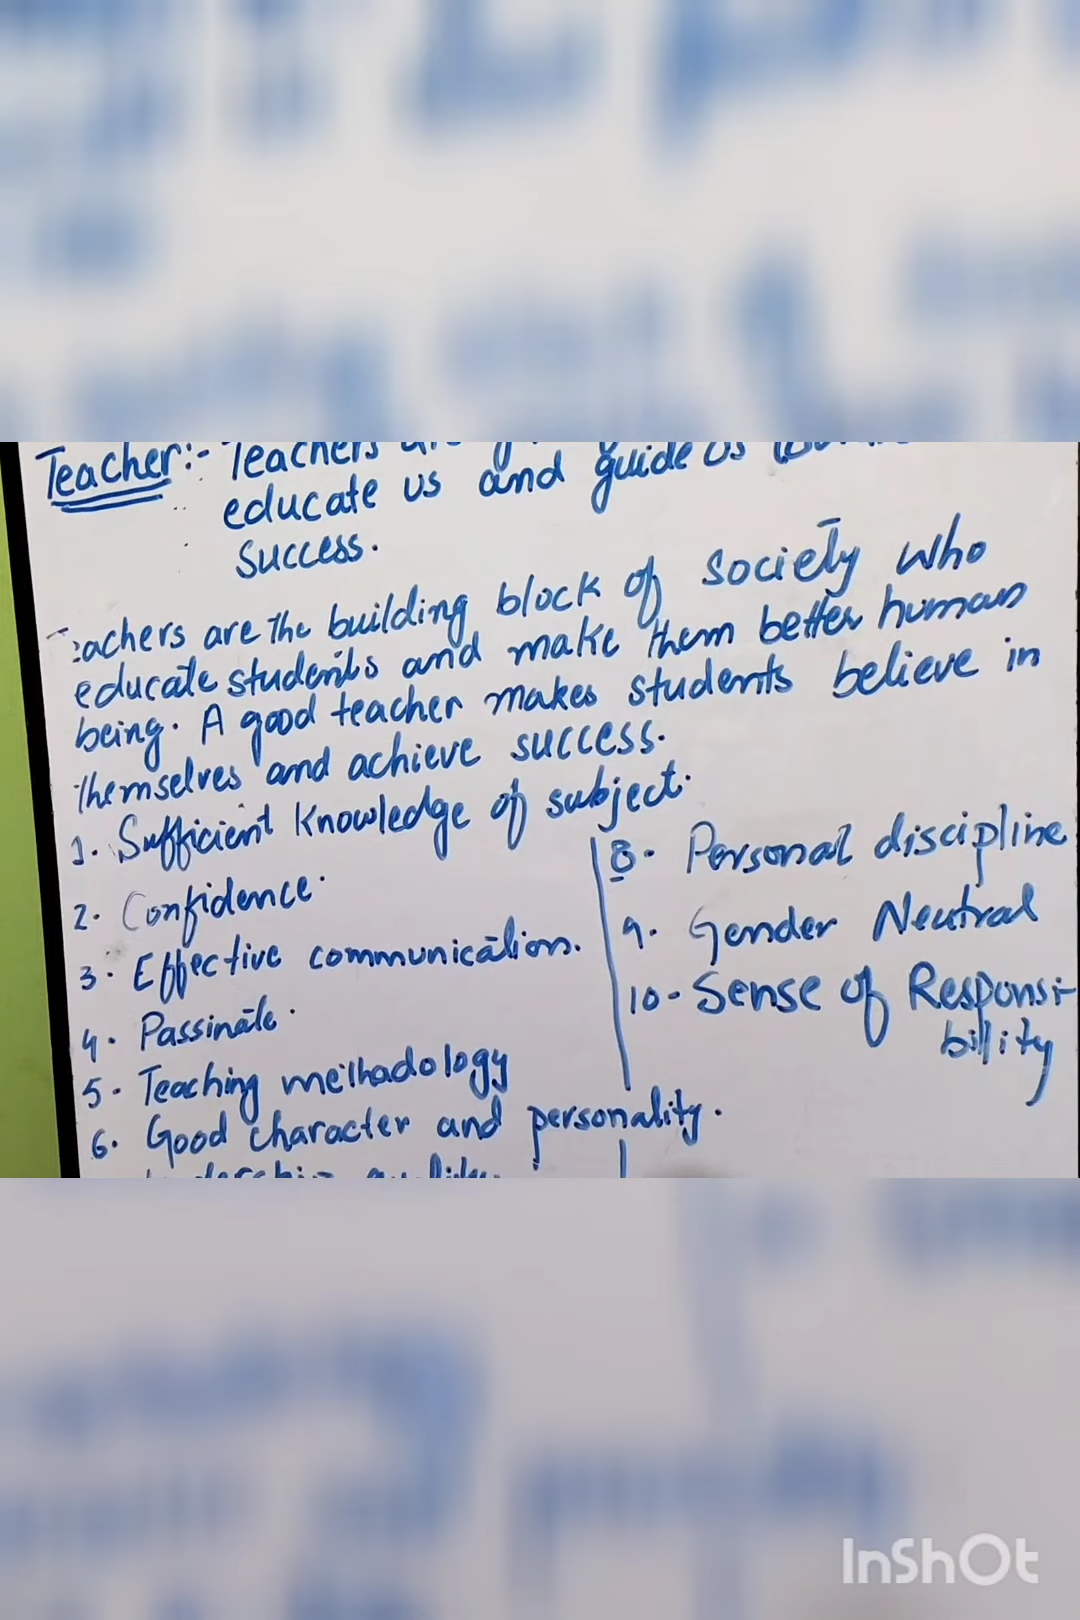 Teacher:- Teachers
educate us and guide us
success.
eachers are the building block of society who
educate students and make them better human
being. A good teacher makes students believe in
themselves and achieve success.
1. Sufficient knowledge of subject.
2. Confidence.
3. Effective communication.
4. Passinate.
5. Teaching methadology
6. Good character and personality.
8. Personal discipline
9. Gender Neutral
10- Sense of Responsi-
billity
InShOt